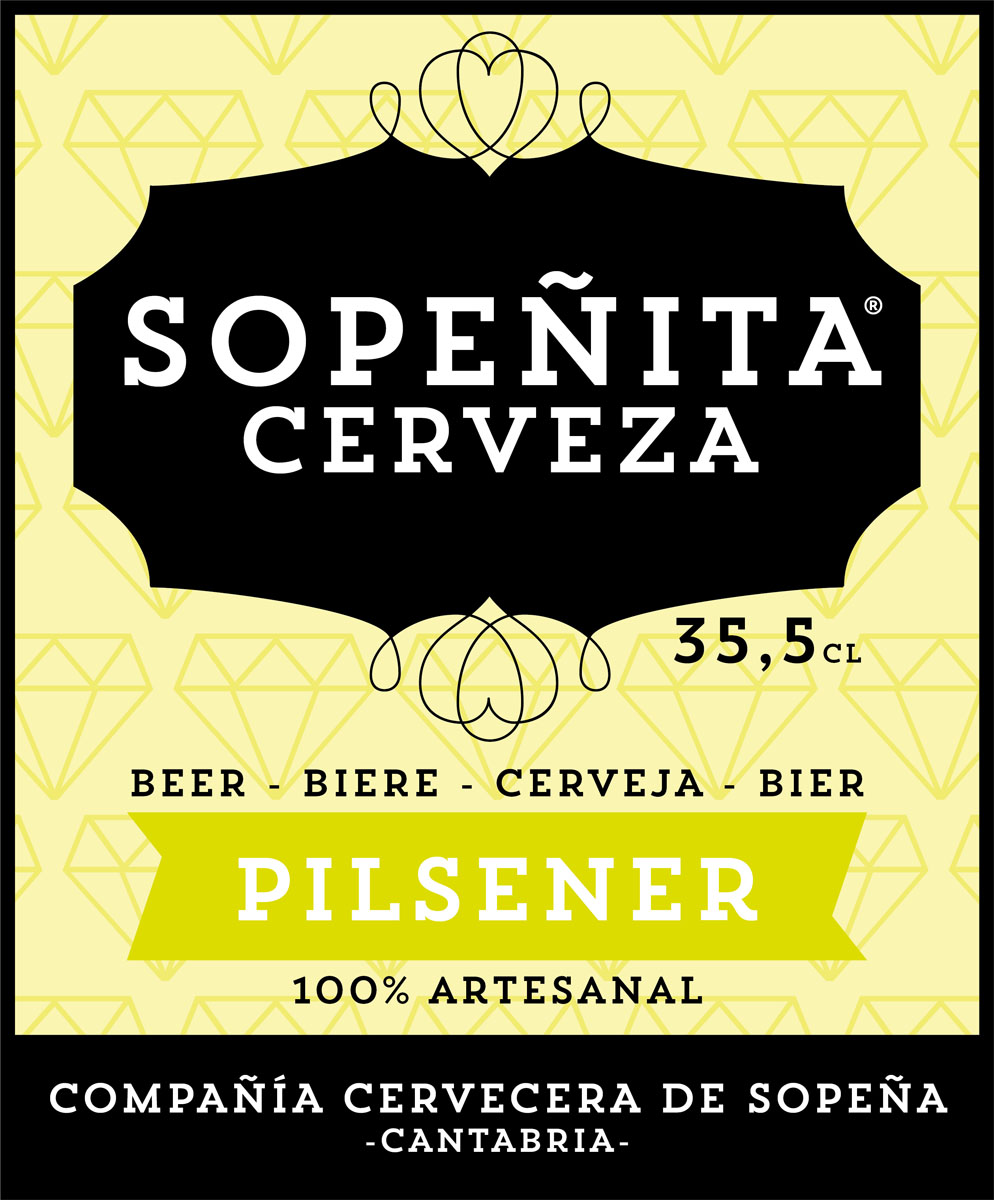 SOPEÑITA®
CERVEZA
35,5CL
BEER - BIERE - CERVEJA - BIER
PILSENER
100% ARTESANAL
COMPAÑÍA CERVECERA DE SOPEÑA
-CANTABRIA-